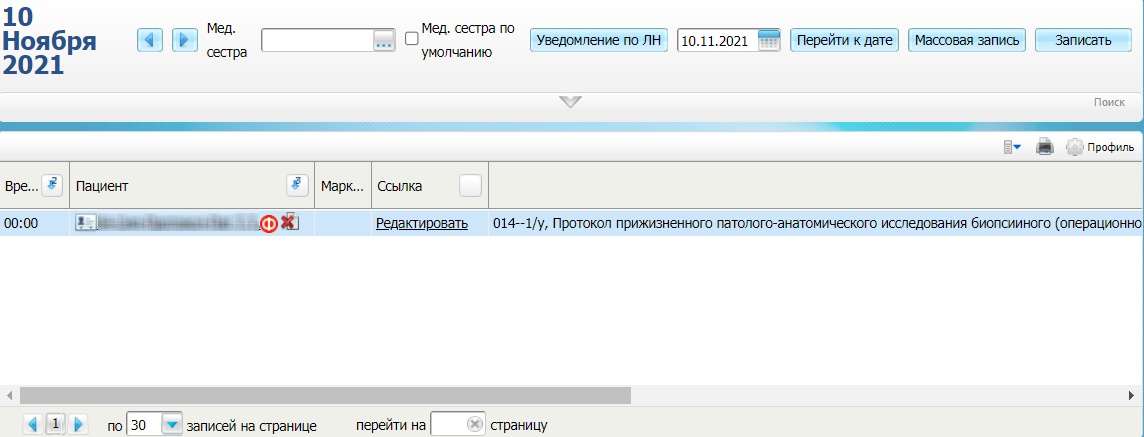 10
Ноября
2021
Мед.
сестра
...
Мед. сестра по
умолчанию
Уведомление по ЛН
10.11.2021
Перейти к дате
Массовая запись
Записать
Поиск
Профиль
Вре... Пациент Марк... Ссылка
00:00 Ф Редактировать 014--1/у, Протокол прижизненного патолого-анатомического исследования биопсииного (операционно
1 по 30 записей на странице перейти на страницу